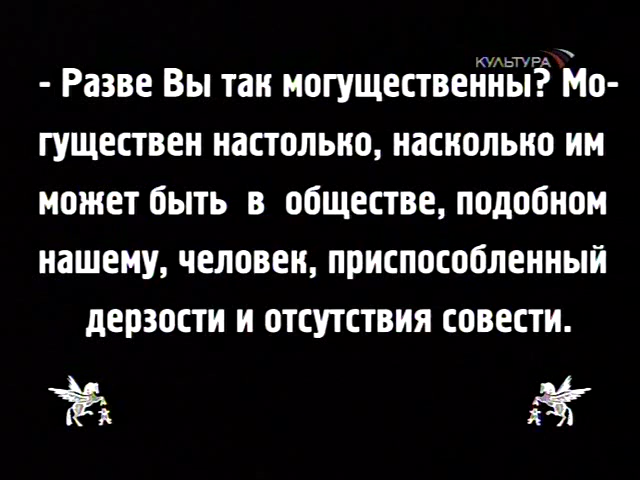 КУЛЬТУРА
- Разве Вы так могущественны? Мо-
гуществен настолько, насколько им
может быть в обществе, подобном
нашему, человек, приспособленный
дерзости и отсутствия совести.